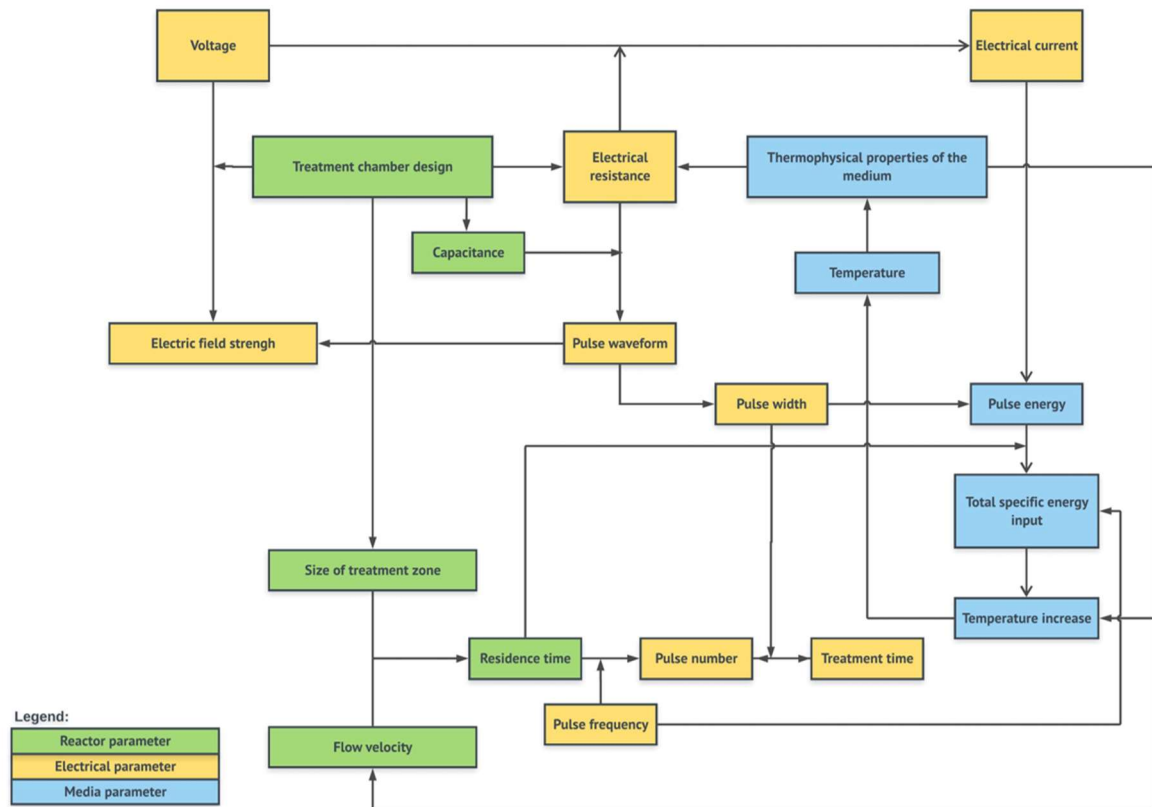 Voltage
Electrical current
Treatment chamber design
Electrical
resistance
Thermophysical properties of the
medium
Capacitance
Temperature
Electric field strengh
Pulse waveform
Pulse width
Pulse energy
Total specific energy
input
Size of treatment zone
Temperature increase
Residence time
Pulse number
Treatment time
Pulse frequency
Flow velocity
Legend:
Reactor parameter
Electrical parameter
Media parameter